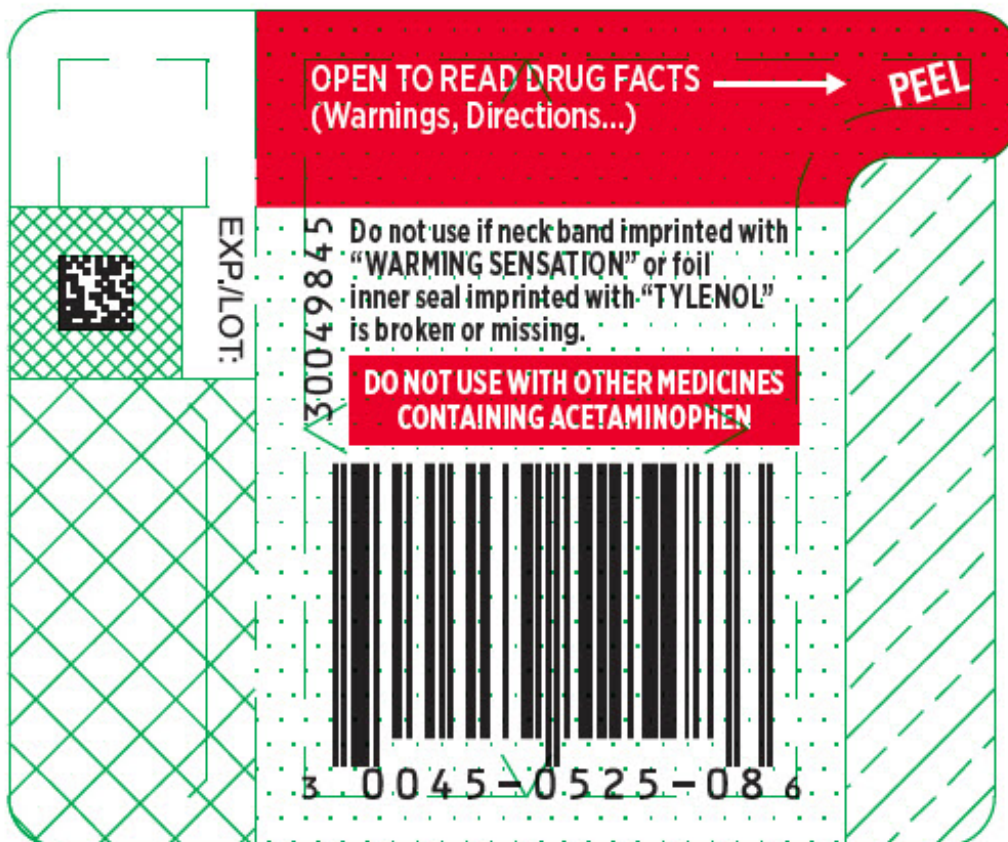 OPEN TO READ DRUG FACTS
(Warnings, Directions...)
PEEL
EXP./LOT:
30049845
Do not use if neck band imprinted with
“WARMING SENSATION” or foil
inner seal imprinted with “TYLENOL”
is broken or missing.
DO NOT USE WITH OTHER MEDICINES
CONTAINING ACETAMINOPHEN
3 0045-0525-08 6